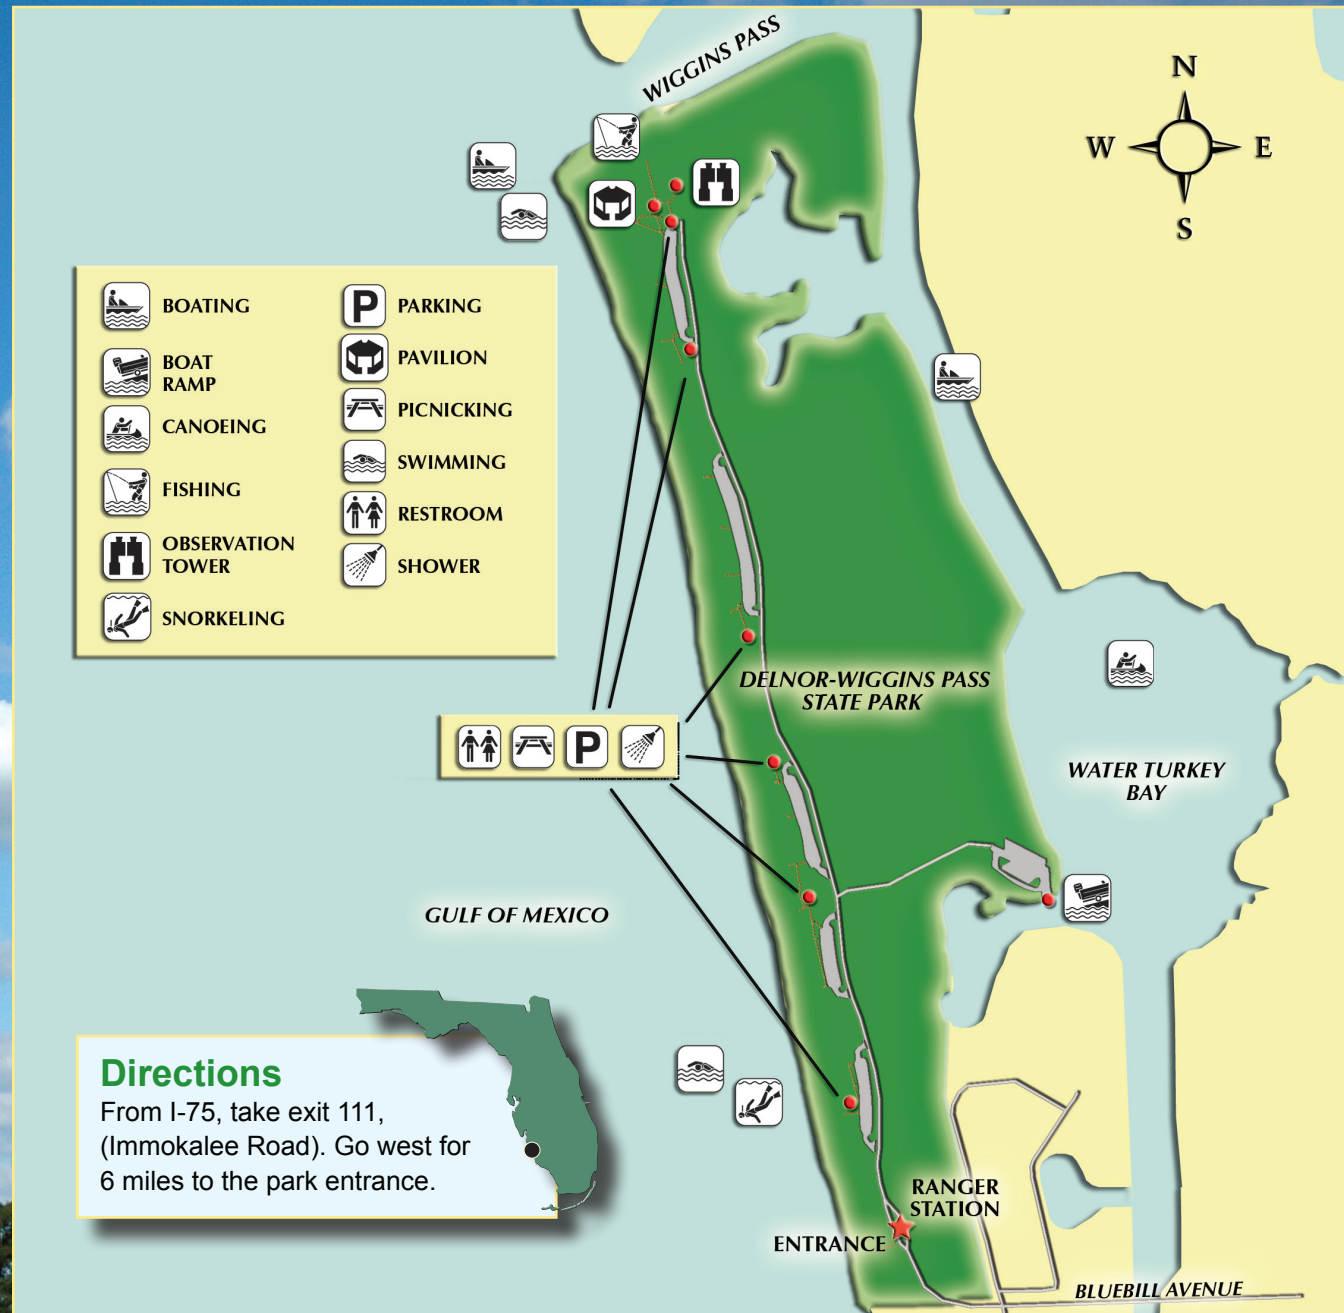 WIGGINS PASS
N
W
E
S
BOATING
BOAT
RAMP
CANOEING
FISHING
OBSERVATION
TOWER
SNORKELING
P
PARKING
PAVILION
PICNICKING
SWIMMING
RESTROOM
SHOWER
DELNOR-WIGGINS PASS
STATE PARK
P
WATER TURKEY
BAY
GULF OF MEXICO
Directions
From I-75, take exit 111,
(Immokalee Road). Go west for
6 miles to the park entrance.
RANGER
STATION
ENTRANCE
BLUEBILL AVENUE